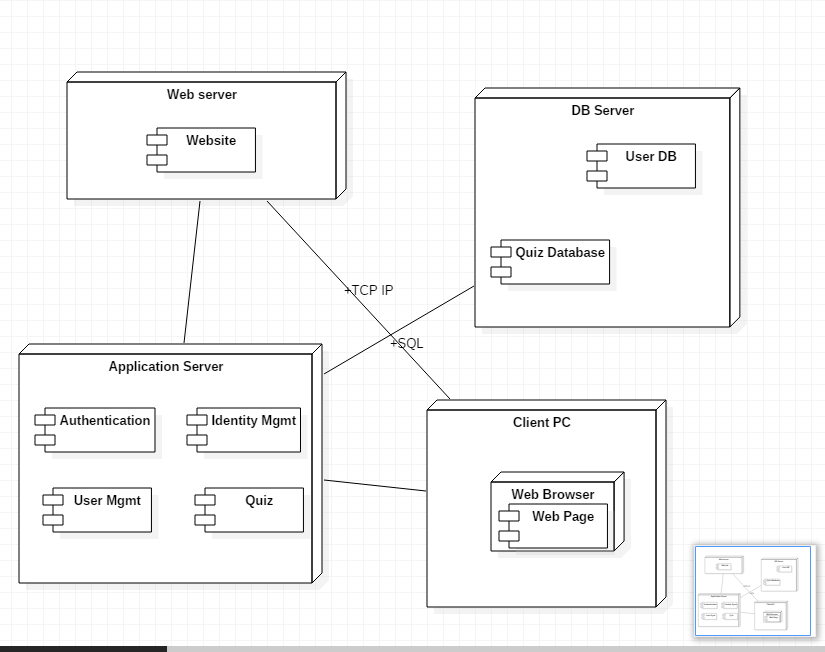 Web server
Website
DB Server
User DB
Quiz Database
+TCP IP
+SQL
Application Server
Authentication
Identity Mgmt
User Mgmt
Quiz
Client PC
Web Browser
Web Page